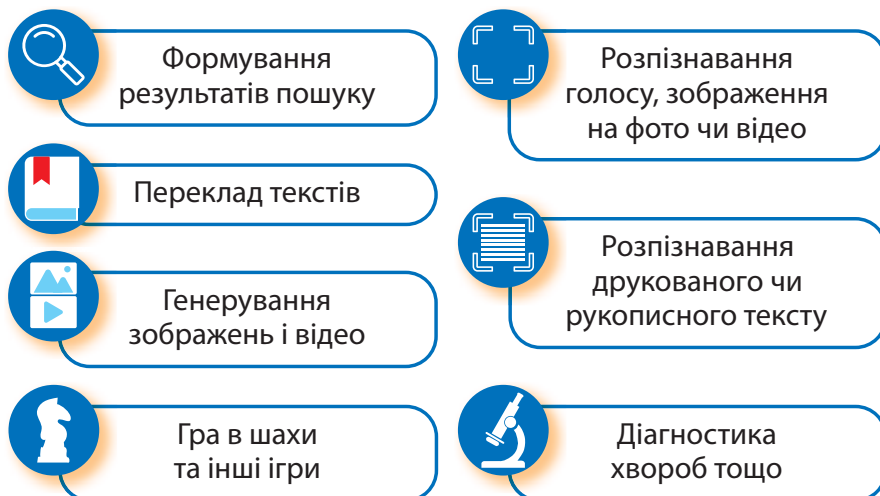 Формування
результатів пошуку
Переклад текстів
Генерування
зображень і відео
Гра в шахи
та інші ігри
Розпізнавання
голосу, зображення
на фото чи відео
Розпізнавання
друкованого чи
рукописного тексту
Діагностика
хвороб тощо